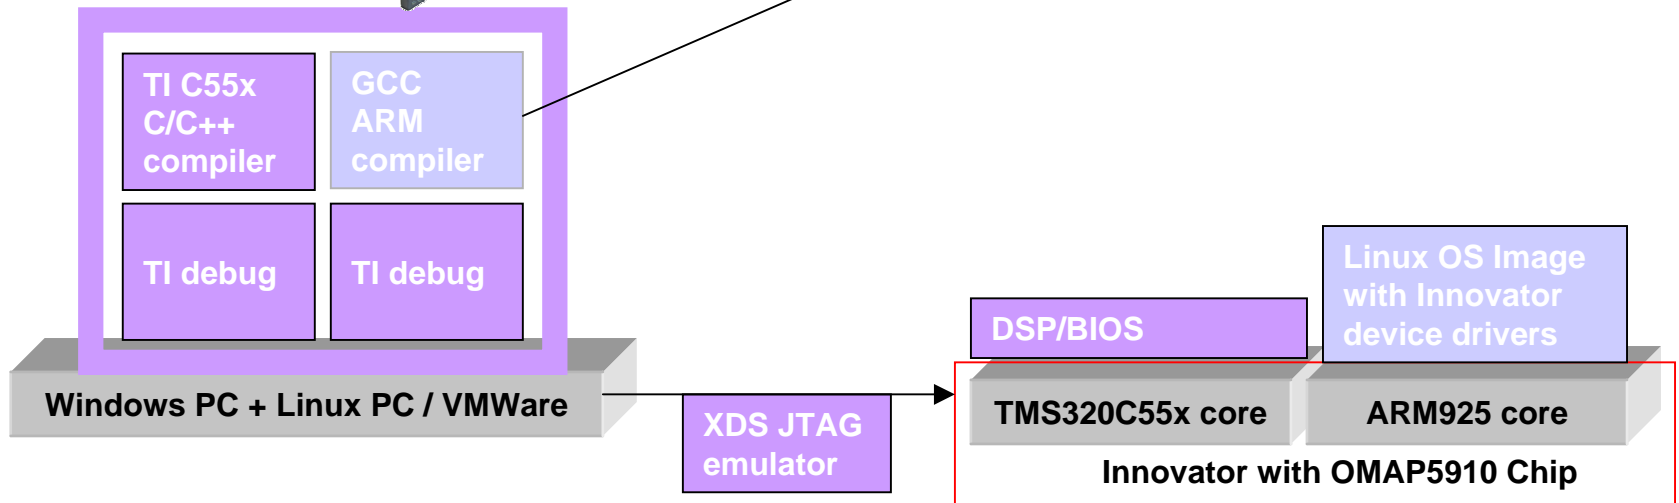 TI C55x
C/C++
compiler
GCC
ARM
compiler
TI debug
TI debug
Windows PC + Linux PC / VMWare
XDS JTAG
emulator
DSP/BIOS
Linux OS Image
with Innovator
device drivers
TMS320C55x core
ARM925 core
Innovator with OMAP5910 Chip